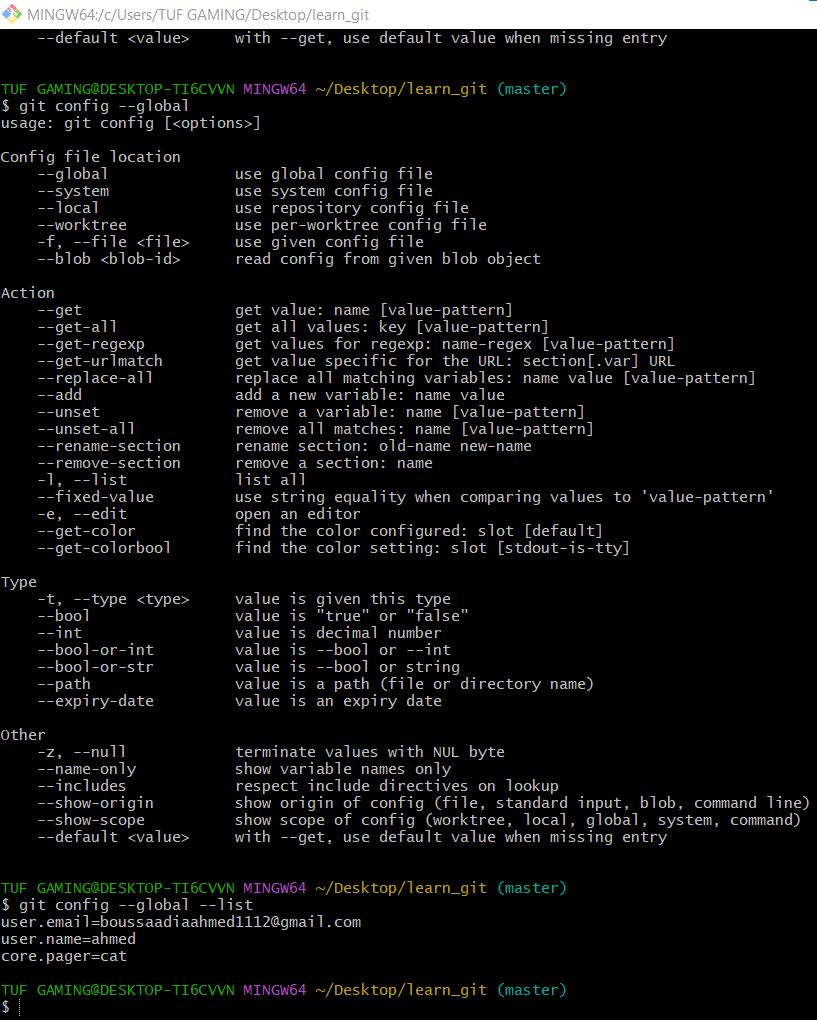 MINGW64:/c/Users/TUF GAMING/Desktop/learn_git
    --default <value>     with --get, use default value when missing entry
TUF GAMING@DESKTOP-TI6CVVN MINGW64 ~/Desktop/learn_git (master)
$ git config --global
usage: git config [<options>]
Config file location
    --global              use global config file
    --system              use system config file
    --local               use repository config file
    --worktree            use per-worktree config file
    -f, --file <file>     use given config file
    --blob <blob-id>      read config from given blob object
Action
    --get                 get value: name [value-pattern]
    --get-all             get all values: key [value-pattern]
    --get-regexp          get values for regexp: name-regex [value-pattern]
    --get-urlmatch        get value specific for the URL: section[.var] URL
    --replace-all         replace all matching variables: name value [value-pattern]
    --add                 add a new variable: name value
    --unset               remove a variable: name [value-pattern]
    --unset-all           remove all matches: name [value-pattern]
    --rename-section      rename section: old-name new-name
    --remove-section      remove a section: name
    -l, --list            list all
    --fixed-value         use string equality when comparing values to 'value-pattern'
    -e, --edit            open an editor
    --get-color           find the color configured: slot [default]
    --get-colorbool       find the color setting: slot [stdout-is-tty]
Type
    -t, --type <type>     value is given this type
    --bool                value is "true" or "false"
    --int                 value is decimal number
    --bool-or-int         value is --bool or --int
    --bool-or-str         value is --bool or string
    --path                value is a path (file or directory name)
    --expiry-date         value is an expiry date
Other
    -z, --null            terminate values with NUL byte
    --name-only           show variable names only
    --includes            respect include directives on lookup
    --show-origin         show origin of config (file, standard input, blob, command line)
    --show-scope          show scope of config (worktree, local, global, system, command)
    --default <value>     with --get, use default value when missing entry
TUF GAMING@DESKTOP-TI6CVVN MINGW64 ~/Desktop/learn_git (master)
$ git config --global --list
user.email=boussaadiaahmed1112@gmail.com
user.name=ahmed
core.pager=cat
TUF GAMING@DESKTOP-TI6CVVN MINGW64 ~/Desktop/learn_git (master)
$